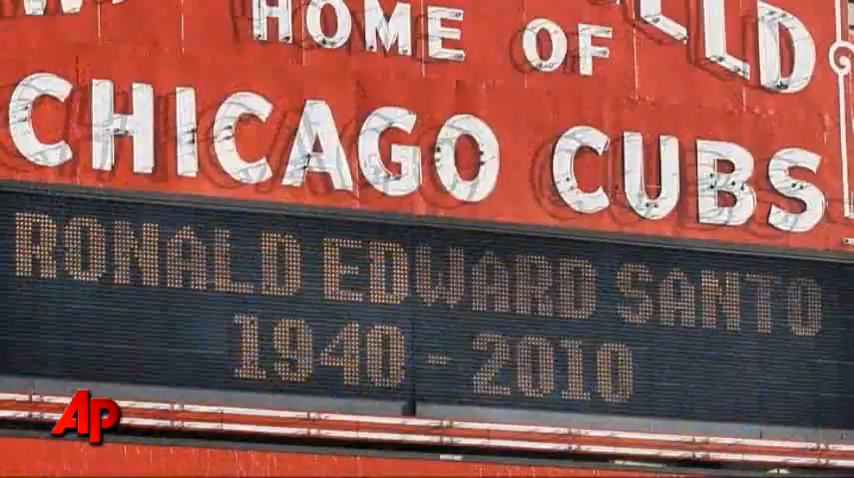 HOME OF
CHICAGO CUBS
RONALD EDWARD SANTO
1940 - 2010
AP